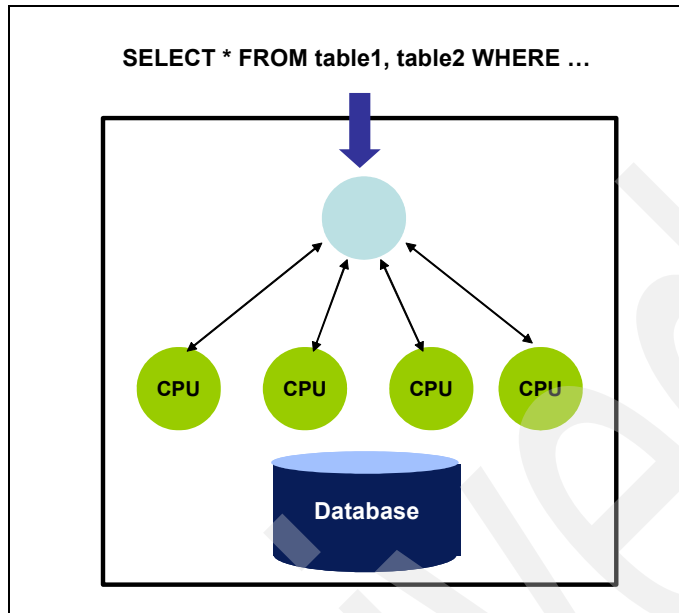 SELECT * FROM table1, table2 WHERE …
CPU CPU CPU CPU
Database